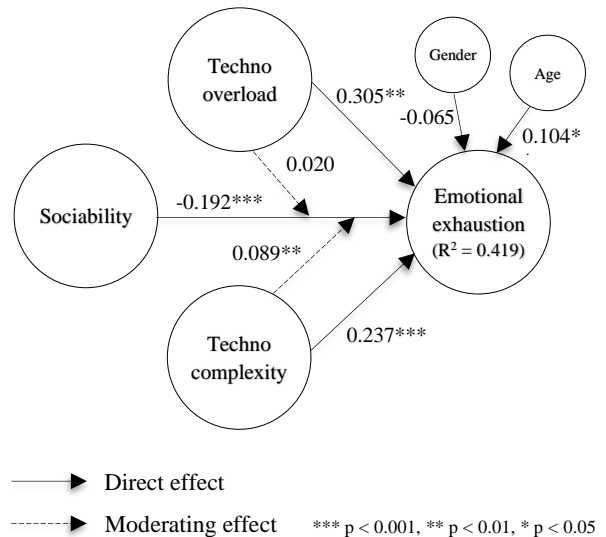 Techno
overload
Gender
Age
0.305**
-0.065
0.104*
0.020
Sociability
-0.192***
Emotional
exhaustion
(R² = 0.419)
0.089**
Techno
complexity
0.237***
Direct effect
Moderating effect *** p < 0.001, ** p < 0.01, * p < 0.05